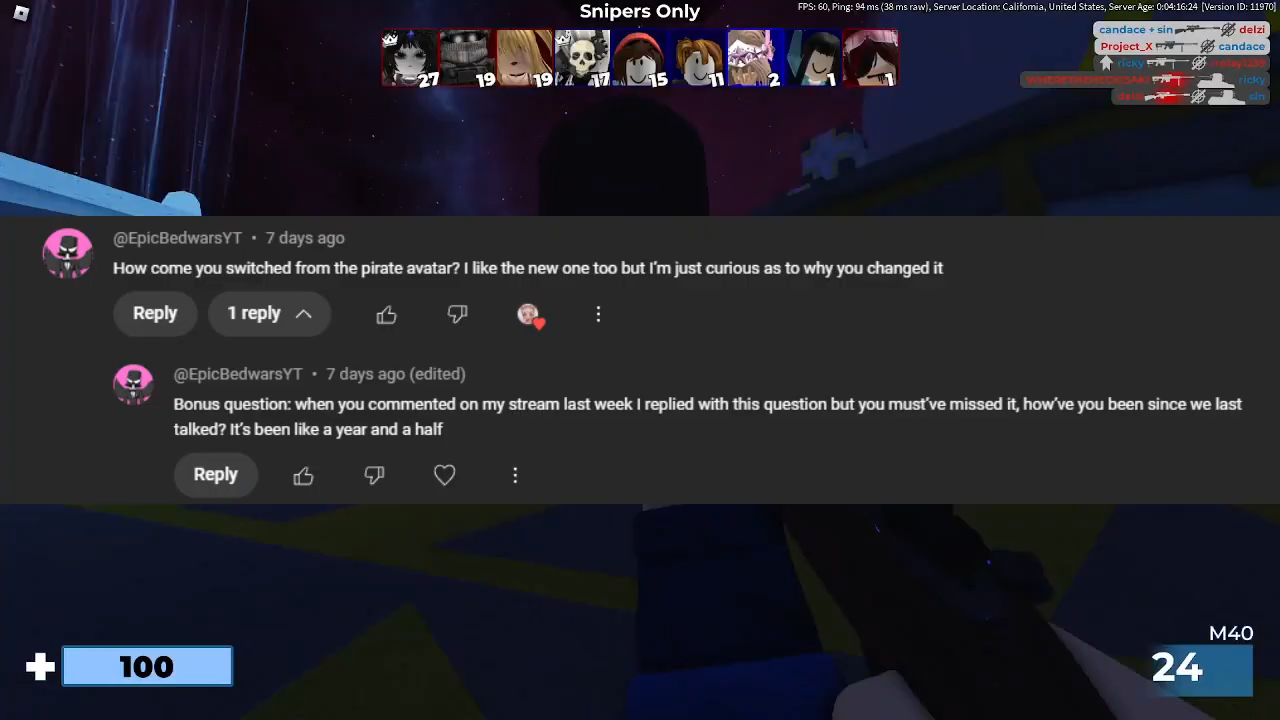 Snipers Only
FPS: 60, Ping: 94 ms (38 ms raw), Server Location: California, United States, Server Age: 0:04:16:24 [Version ID: 11970]
27 19 19 17 15 11 2 1 1
candace + sin delzi
Project_X candace
ricky
ricky
delzi sin
@EpicBedwarsYT • 7 days ago
How come you switched from the pirate avatar? I like the new one too but I'm just curious as to why you changed it
Reply 1 reply
@EpicBedwarsYT • 7 days ago (edited)
Bonus question: when you commented on my stream last week I replied with this question but you must've missed it, how've you been since we last
talked? It's been like a year and a half
Reply
M40
100
24